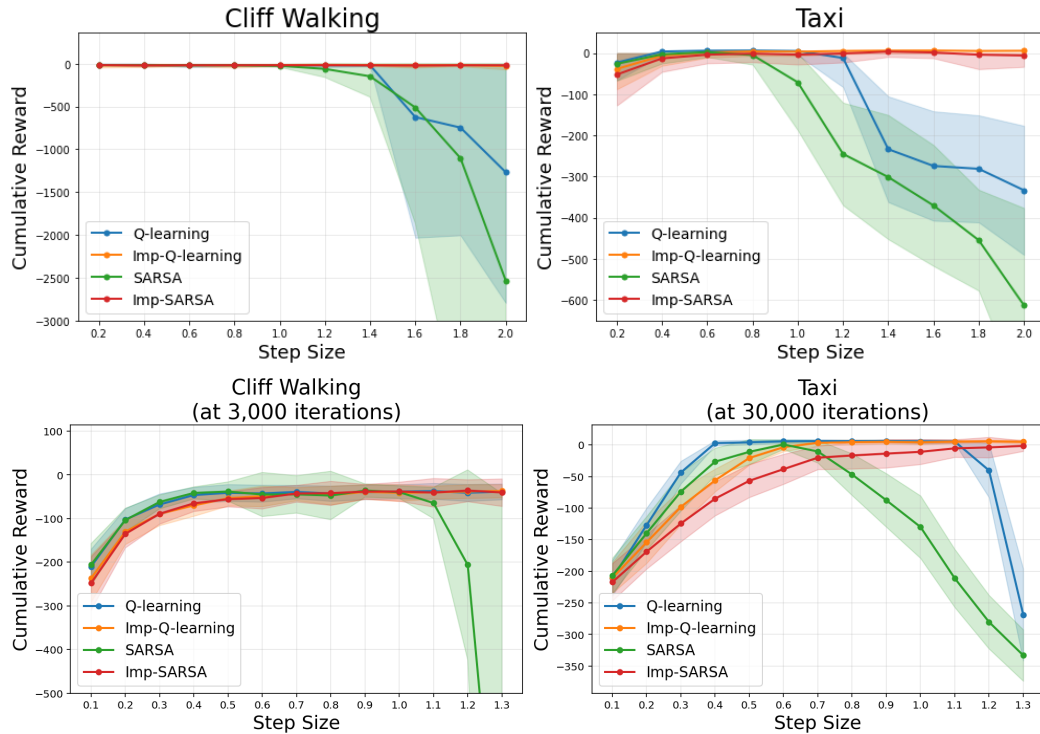 Cliff Walking
Cumulative Reward
0
−500
−1000
−1500
−2000
−2500
−3000
Q-learning
Imp-Q-learning
SARSA
Imp-SARSA
0.2 0.4 0.6 0.8 1.0 1.2 1.4 1.6 1.8 2.0
Step Size
Taxi
Cumulative Reward
0
−100
−200
−300
−400
−500
−600
Q-learning
Imp-Q-learning
SARSA
Imp-SARSA
0.2 0.4 0.6 0.8 1.0 1.2 1.4 1.6 1.8 2.0
Step Size
Cliff Walking
(at 3,000 iterations)
Cumulative Reward
100
0
−100
−200
−300
−400
−500
Q-learning
Imp-Q-learning
SARSA
Imp-SARSA
0.1 0.2 0.3 0.4 0.5 0.6 0.7 0.8 0.9 1.0 1.1 1.2 1.3
Step Size
Taxi
(at 30,000 iterations)
Cumulative Reward
0
−50
−100
−150
−200
−250
−300
−350
Q-learning
Imp-Q-learning
SARSA
Imp-SARSA
0.1 0.2 0.3 0.4 0.5 0.6 0.7 0.8 0.9 1.0 1.1 1.2 1.3
Step Size